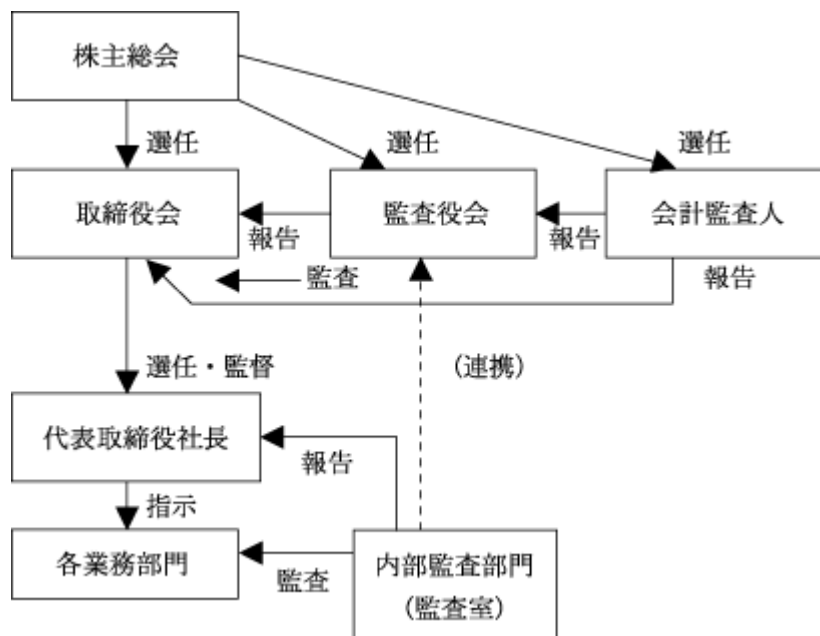 株主総会
選任
選任
選任
取締役会
監査役会
会計監査人
報告
報告
監査
報告
選任・監督
（連携）
代表取締役社長
報告
指示
各業務部門
監査
内部監査部門
（監査室）